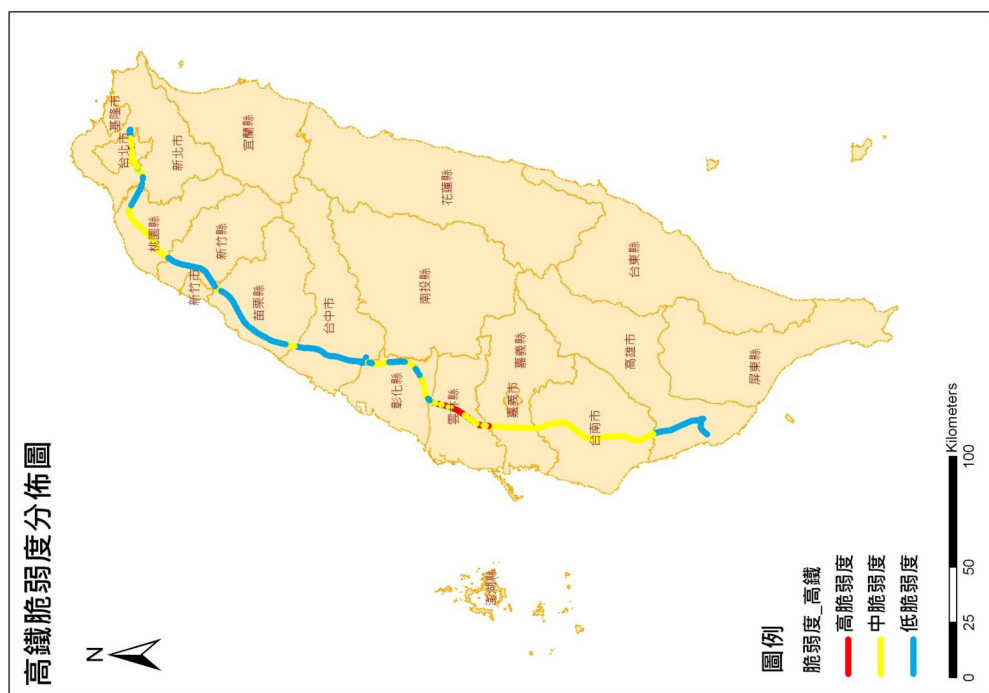 高鐵脆弱度分佈圖
N
基隆市
台北市
新北市
宜蘭縣
桃園縣
新竹縣
新竹市
苗栗縣
台中市
花蓮縣
南投縣
彰化縣
雲林縣
嘉義縣
嘉義市
台南市
高雄市
台東縣
屏東縣
澎湖縣
圖例
脆弱度_高鐵
高脆弱度
中脆弱度
低脆弱度
0 25 50 100
Kilometers